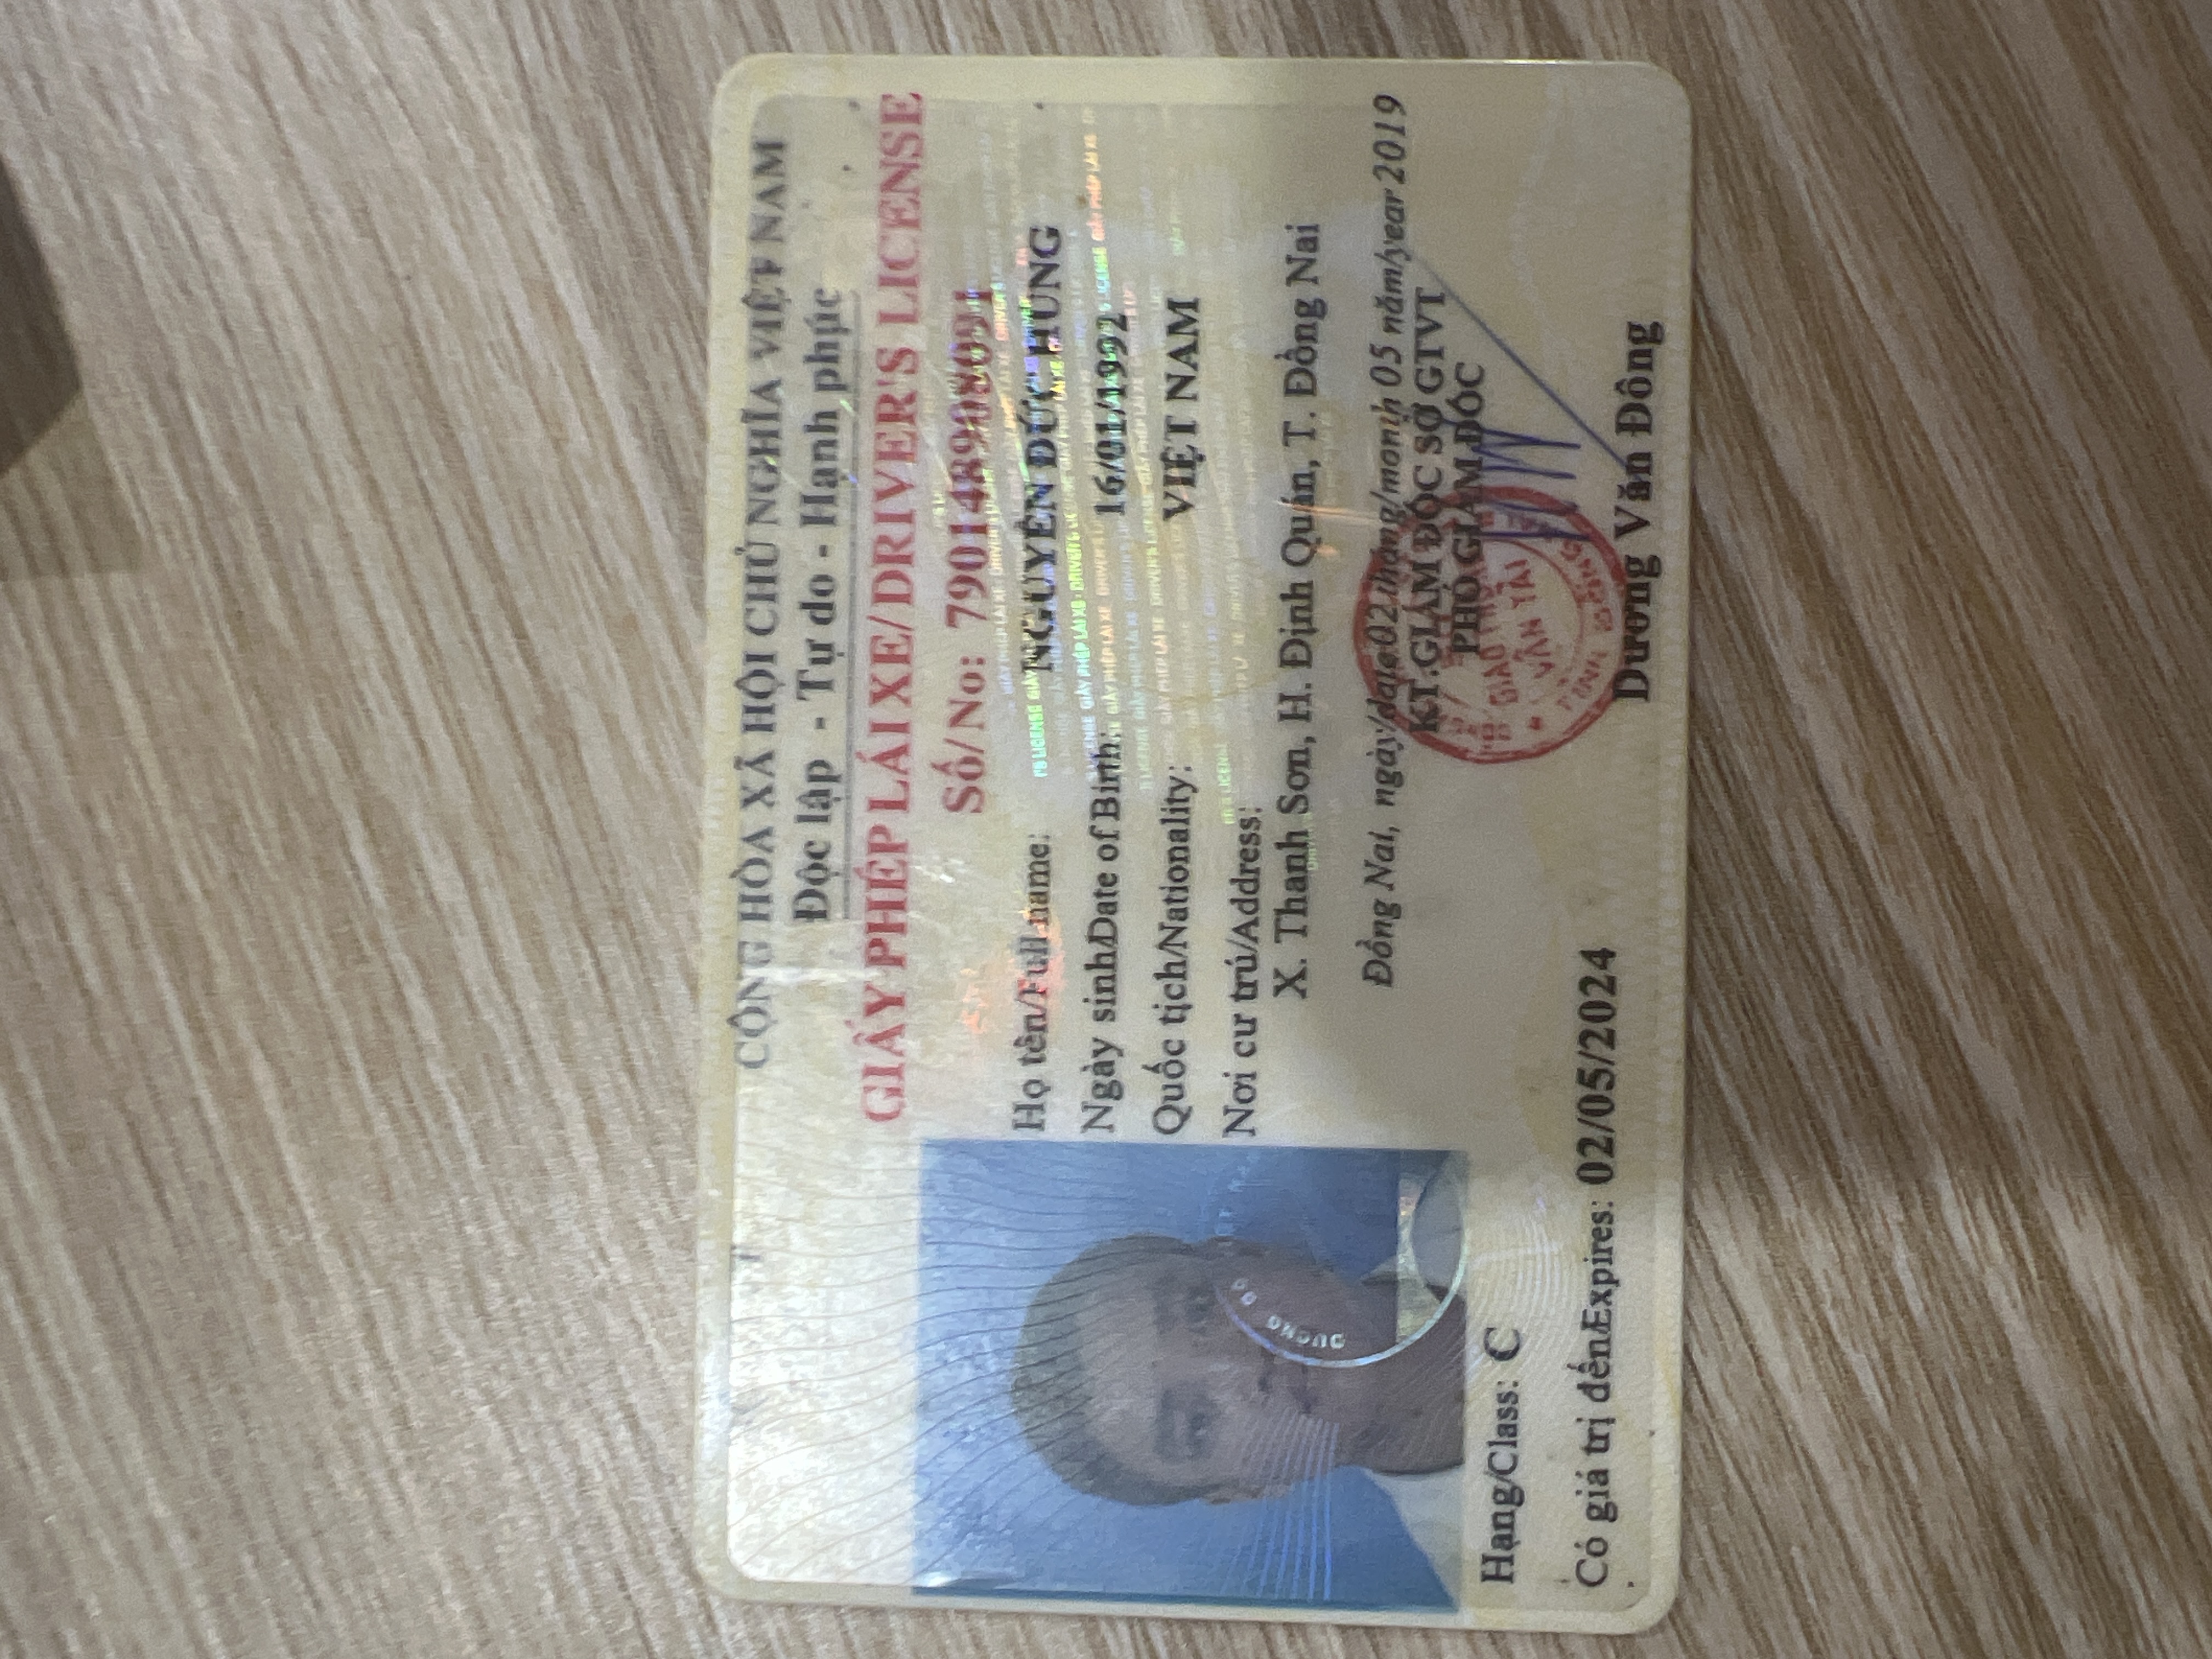 CỘNG HÒA XÃ HỘI CHỦ NGHĨA VIỆT NAM
Độc lập - Tự do - Hạnh phúc
GIẤY PHÉP LÁI XE/DRIVER'S LICENSE
Số/No: 790148908091
Họ tên/Full name: NGUYỄN ĐỨC HÙNG
Ngày sinh/Date of Birth: 16/01/1992
Quốc tịch/Nationality: VIỆT NAM
Nơi cư trú/Address:
X. Thanh Sơn, H. Định Quán, T. Đồng Nai
Đồng Nai, ngày/date 02 tháng/month 05 năm/year 2019
KT.GIÁM ĐỐC SỞ GTVT
PHÓ GIÁM ĐỐC
GIAO THÔNG
VẬN TẢI
Dương Văn Đông
Hạng/Class: C
Có giá trị đến/Expires: 02/05/2024